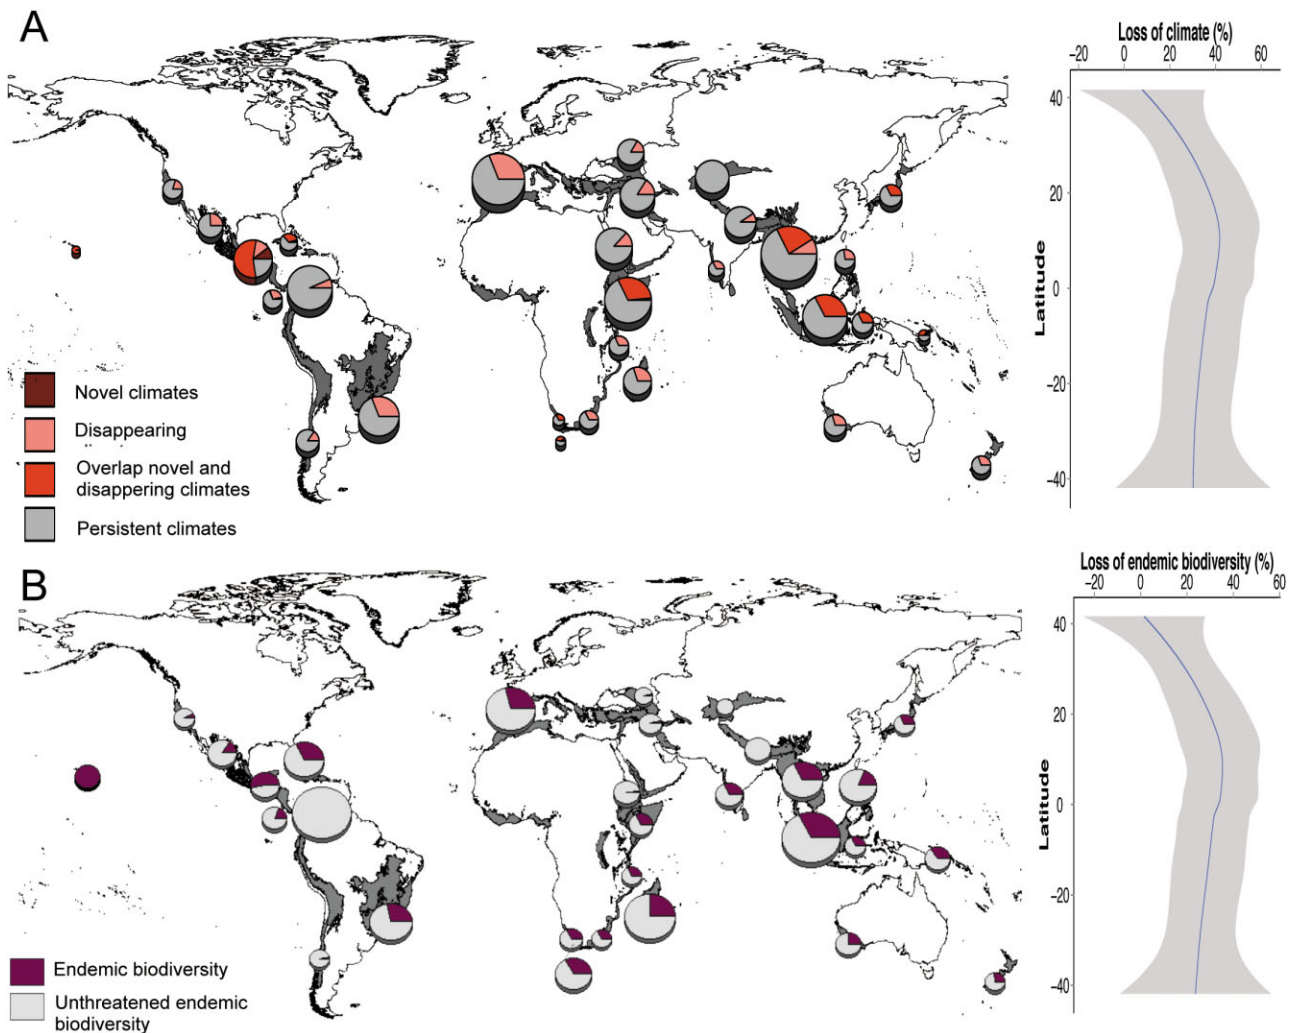 A
Loss of climate (%)
−20 0 20 40 60
40
20
0
−20
−40
Latitude
Novel climates
Disappearing
Overlap novel and
disappering climates
Persistent climates
B
Loss of endemic biodiversity (%)
−20 0 20 40 60
40
20
0
−20
−40
Latitude
Endemic biodiversity
Unthreatened endemic
biodiversity